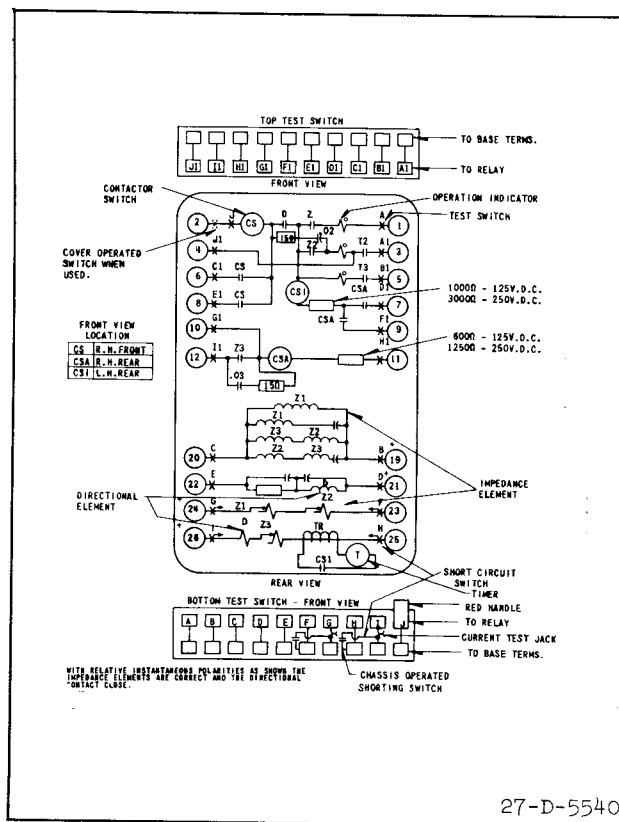 TOP TEST SWITCH
TO BASE TERMS.
J1 I1 H1 G1 F1 E1 D1 C1 B1 A1
TO RELAY
FRONT VIEW
CONTACTOR
SWITCH
OPERATION INDICATOR
TEST SWITCH
2 J CS D Z A 1
15Ω .02
COVER OPERATED
SWITCH WHEN
USED.
4 J1 Z2 T2 A1 3
6 C1 CS T3 B1 5
CS1 CSA D1
8 E1 CS 7
1000Ω - 125V.D.C.
3000Ω - 250V.D.C.
CSA F1
10 G1 9
FRONT VIEW
LOCATION
CS R.H.FRONT
CSA R.H.REAR
CS1 L.H.REAR
H1
600Ω - 125V.D.C.
1250Ω - 250V.D.C.
12 I1 Z3 CSA 11
.03 15Ω
Z1
Z1
Z3 Z2
20 C Z2 Z3 B + 19
22 E D + 21
IMPEDANCE
ELEMENT
DIRECTIONAL
ELEMENT
D
+ 24 G Z1 Z2 F 23
+ 26 I D Z3 TR H 25
CS1 T
REAR VIEW
SHORT CIRCUIT
SWITCH
TIMER
BOTTOM TEST SWITCH - FRONT VIEW
RED HANDLE
A B C D E F G H I J
TO RELAY
CURRENT TEST JACK
TO BASE TERMS.
WITH RELATIVE INSTANTANEOUS POLARITIES AS SHOWN THE
IMPEDANCE ELEMENTS ARE CORRECT AND THE DIRECTIONAL
CONTACT CLOSE.
CHASSIS OPERATED
SHORTING SWITCH
27-D-5540